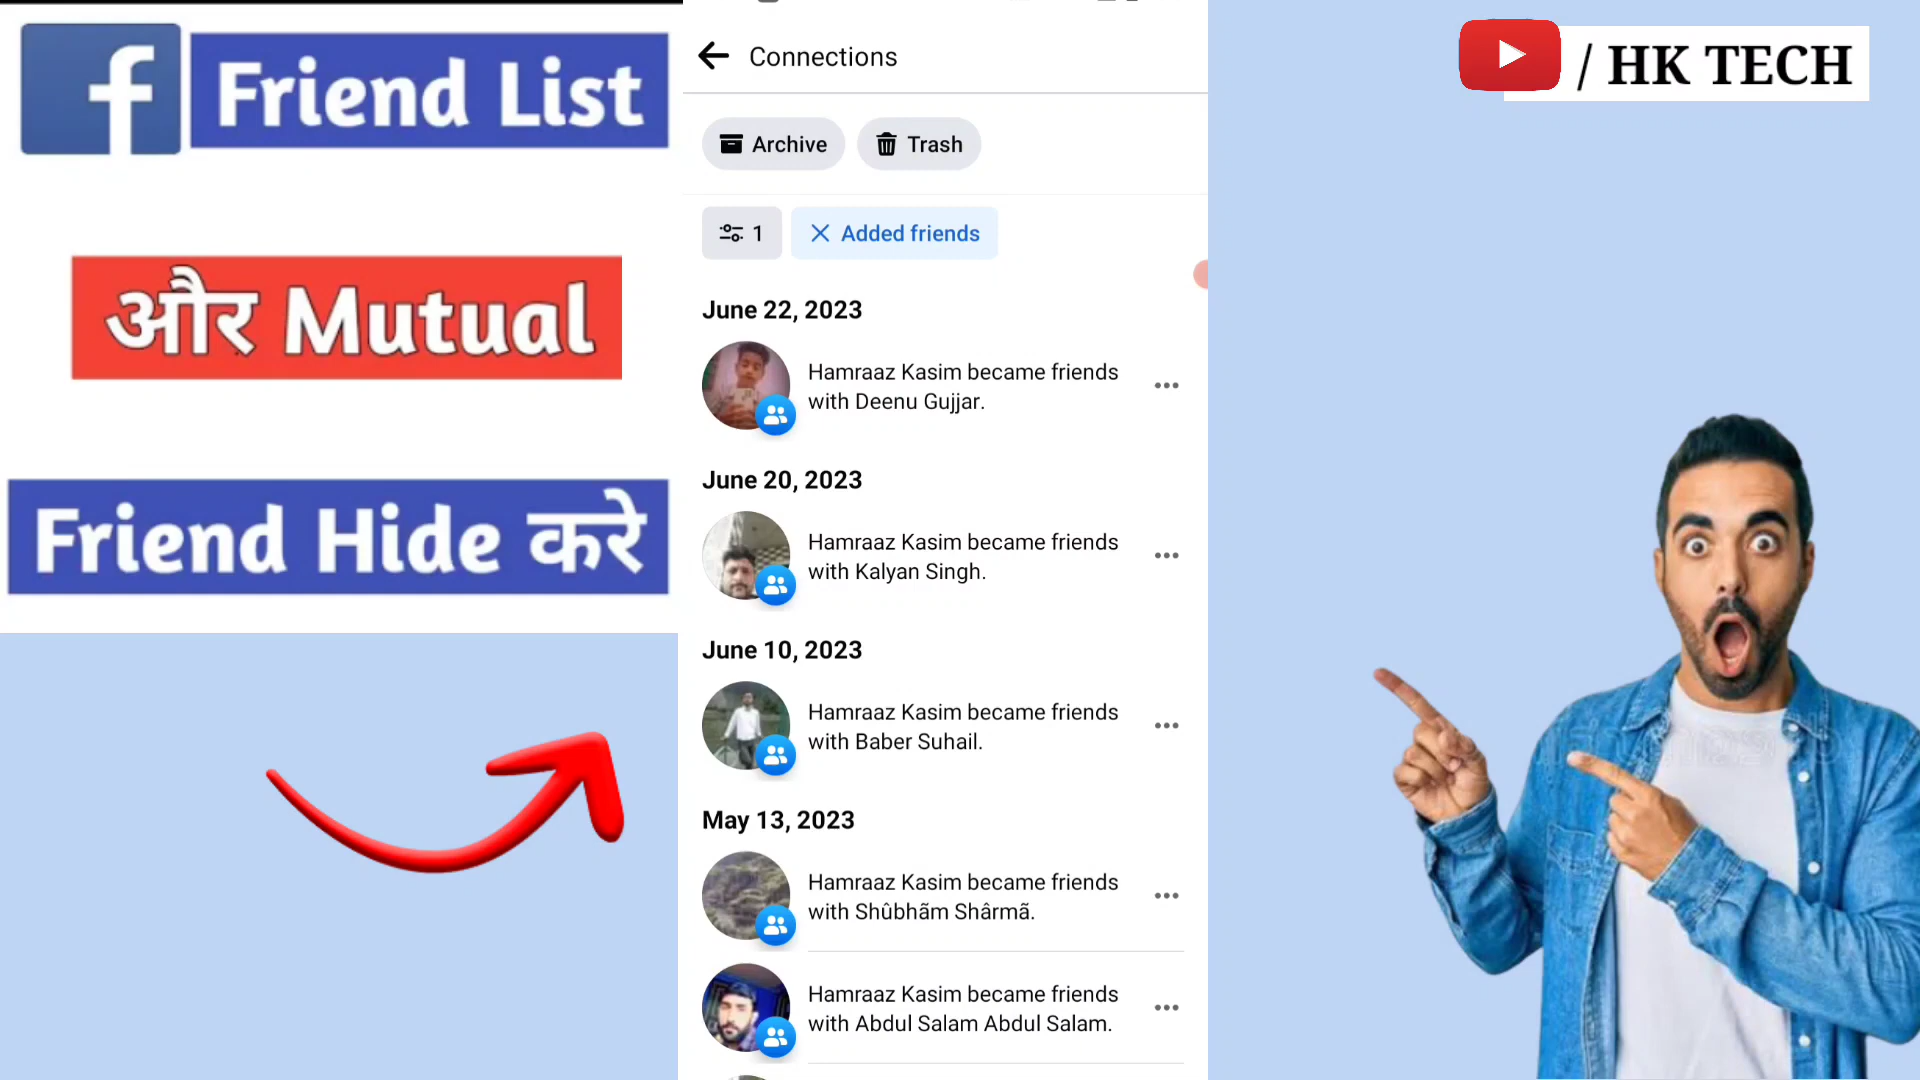 f Friend List
और Mutual
Friend Hide करे
Connections
Archive Trash
1 Added friends
June 22, 2023
Hamraaz Kasim became friends
with Deenu Gujjar.
June 20, 2023
Hamraaz Kasim became friends
with Kalyan Singh.
June 10, 2023
Hamraaz Kasim became friends
with Baber Suhail.
May 13, 2023
Hamraaz Kasim became friends
with Shûbhãm Shârmã.
Hamraaz Kasim became friends
with Abdul Salam Abdul Salam.
/ HK TECH